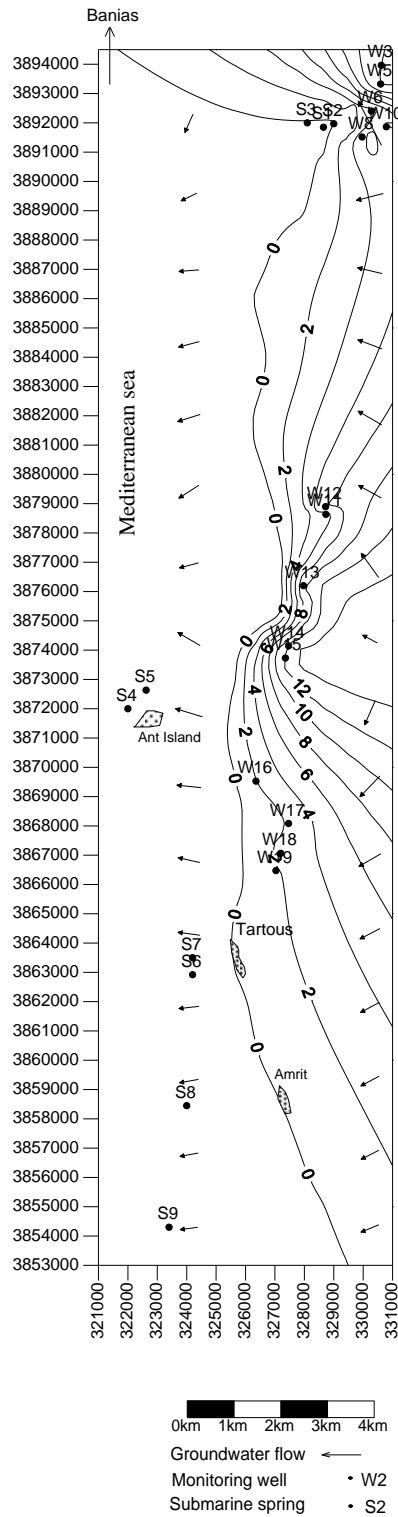 Banias
3894000
3893000
3892000
3891000
3890000
3889000
3888000
3887000
3886000
3885000
3884000
3883000
3882000
3881000
3880000
3879000
3878000
3877000
3876000
3875000
3874000
3873000
3872000
3871000
3870000
3869000
3868000
3867000
3866000
3865000
3864000
3863000
3862000
3861000
3860000
3859000
3858000
3857000
3856000
3855000
3854000
3853000
Mediterranean sea
W3
W5
W6
W10
W8
S3
S1
S2
0
2
0
2
0
W12
W11
4
W13
2
8
0
6
W14
W15
4
12
2
10
8
6
4
S5
S4
Ant Island
0
W16
W17
W18
W19
0
Tartous
S7
S6
2
0
Amrit
S8
0
S9
321000
322000
323000
324000
325000
326000
327000
328000
329000
330000
331000
0km 1km 2km 3km 4km
Groundwater flow
Monitoring well W2
Submarine spring S2